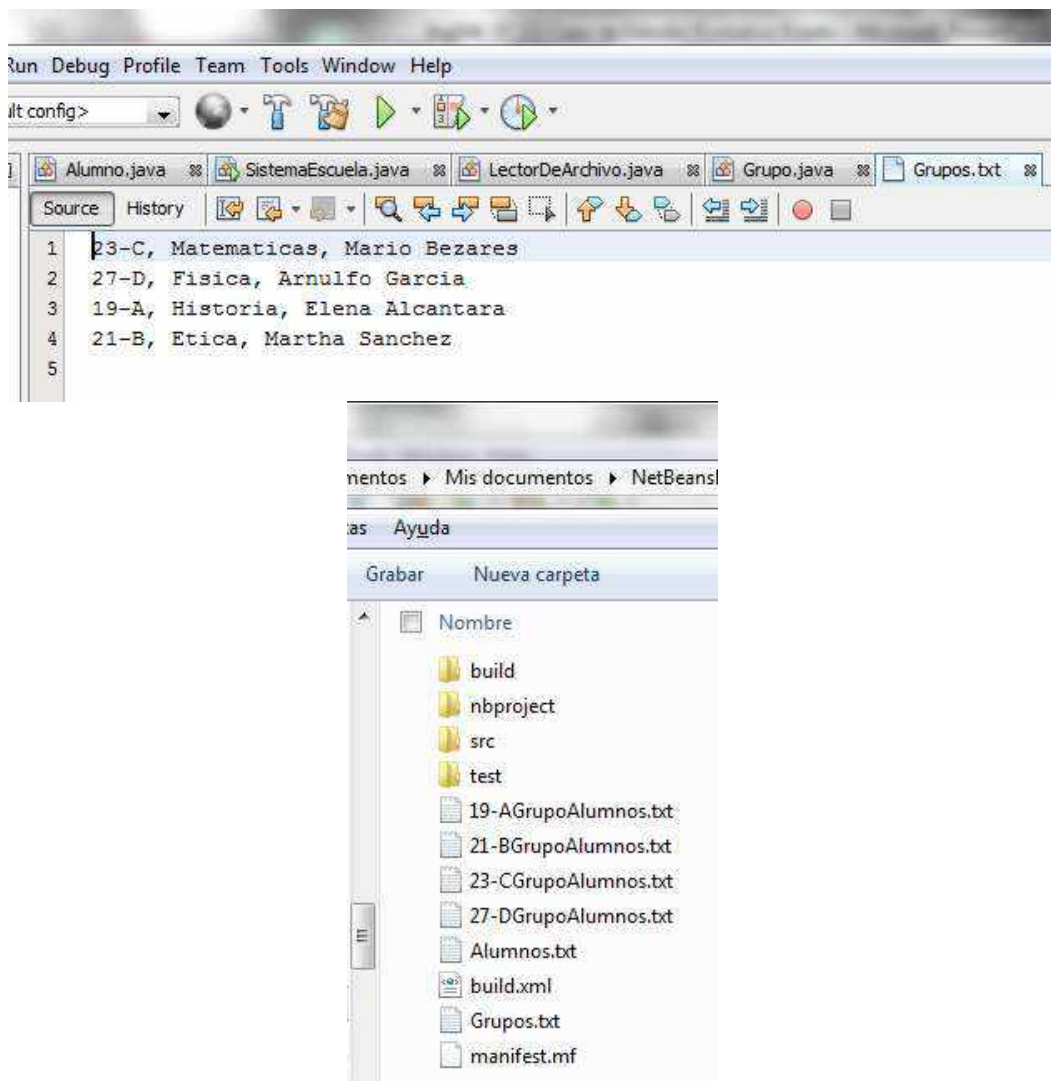 Run Debug Profile Team Tools Window Help
ult config>
Alumno.java SistemaEscuela.java LectorDeArchivo.java Grupo.java Grupos.txt
Source History
1 23-C, Matematicas, Mario Bezares
2 27-D, Fisica, Arnulfo Garcia
3 19-A, Historia, Elena Alcantara
4 21-B, Etica, Martha Sanchez
5
mentos Mis documentos NetBeans
as Ayuda
Grabar Nueva carpeta
Nombre
build
nbproject
src
test
19-AGrupoAlumnos.txt
21-BGrupoAlumnos.txt
23-CGrupoAlumnos.txt
27-DGrupoAlumnos.txt
Alumnos.txt
build.xml
Grupos.txt
manifest.mf